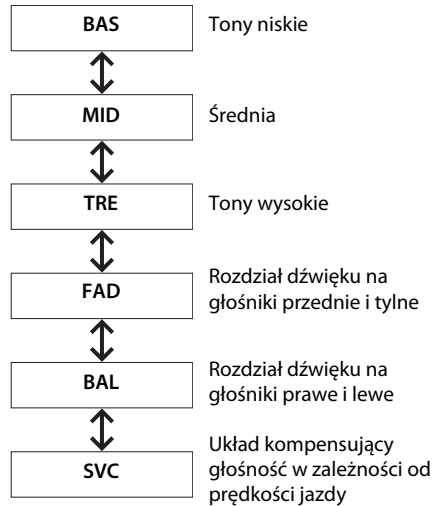 BAS
Tony niskie
MID
Średnia
TRE
Tony wysokie
FAD
Rozdział dźwięku na
głośniki przednie i tylne
BAL
Rozdział dźwięku na
głośniki prawe i lewe
SVC
Układ kompensujący
głośność w zależności od
prędkości jazdy